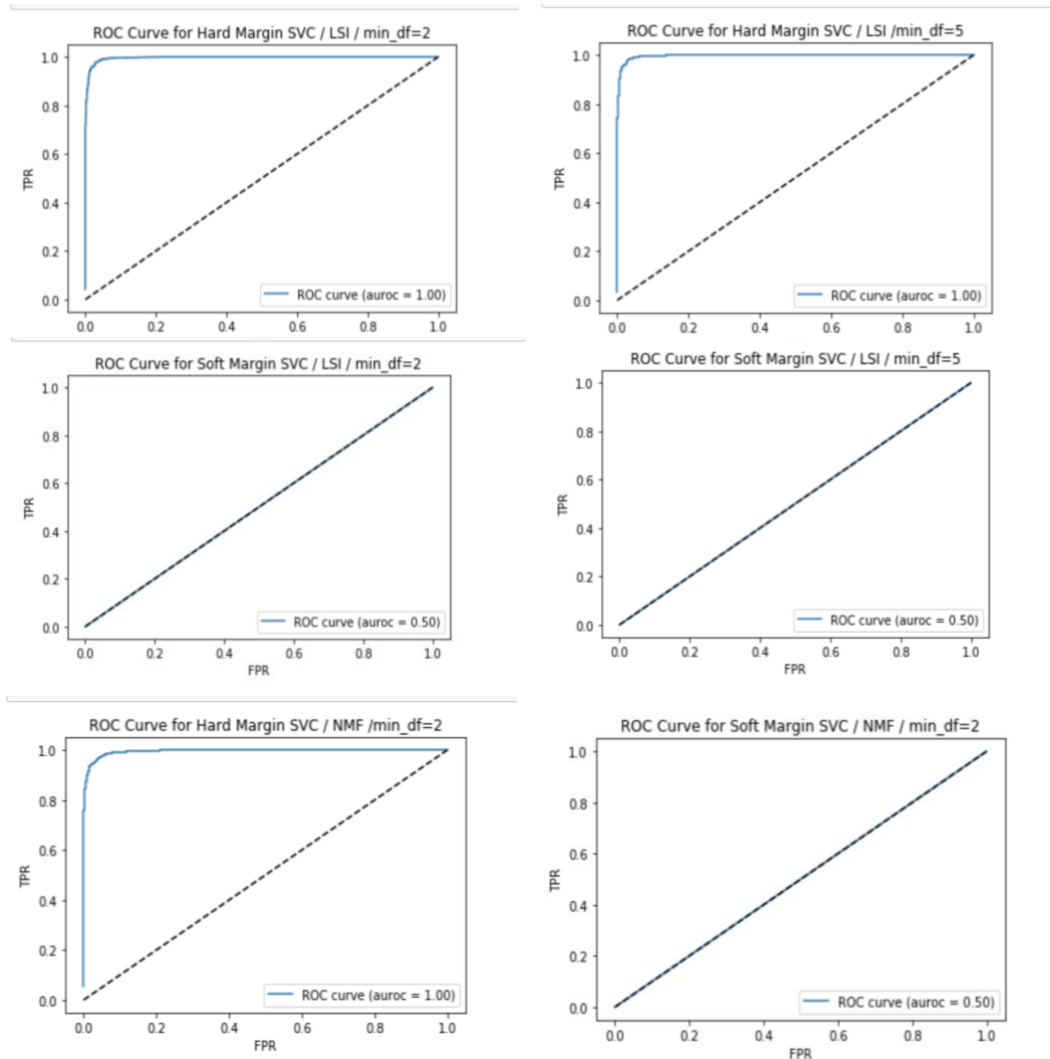 ROC Curve for Hard Margin SVC / LSI / min_df=2
1.0
0.8
0.6
0.4
0.2
0.0
TPR
ROC curve (auroc = 1.00)
0.0 0.2 0.4 0.6 0.8 1.0
ROC Curve for Hard Margin SVC / LSI /min_df=5
1.0
0.8
0.6
0.4
0.2
0.0
TPR
ROC curve (auroc = 1.00)
0.0 0.2 0.4 0.6 0.8 1.0
ROC Curve for Soft Margin SVC / LSI / min_df=2
1.0
0.8
0.6
0.4
0.2
0.0
TPR
ROC curve (auroc = 0.50)
0.0 0.2 0.4 0.6 0.8 1.0
FPR
ROC Curve for Soft Margin SVC / LSI / min_df=5
1.0
0.8
0.6
0.4
0.2
0.0
TPR
ROC curve (auroc = 0.50)
0.0 0.2 0.4 0.6 0.8 1.0
FPR
ROC Curve for Hard Margin SVC / NMF /min_df=2
1.0
0.8
0.6
0.4
0.2
0.0
TPR
ROC curve (auroc = 1.00)
0.0 0.2 0.4 0.6 0.8 1.0
FPR
ROC Curve for Soft Margin SVC / NMF / min_df=2
1.0
0.8
0.6
0.4
0.2
0.0
TPR
ROC curve (auroc = 0.50)
0.0 0.2 0.4 0.6 0.8 1.0
FPR